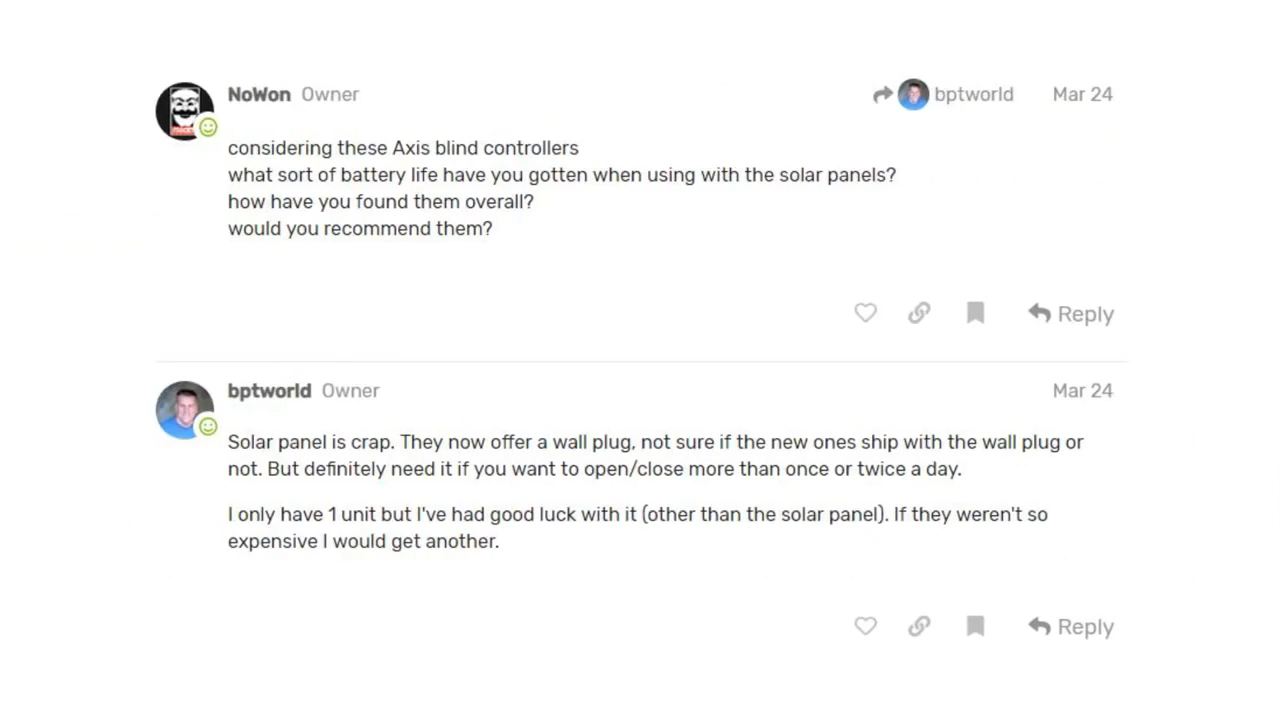 NoWon Owner bptworld Mar 24
considering these Axis blind controllers
what sort of battery life have you gotten when using with the solar panels?
how have you found them overall?
would you recommend them?
Reply
bptworld Owner Mar 24
Solar panel is crap. They now offer a wall plug, not sure if the new ones ship with the wall plug or
not. But definitely need it if you want to open/close more than once or twice a day.
I only have 1 unit but I've had good luck with it (other than the solar panel). If they weren't so
expensive I would get another.
Reply